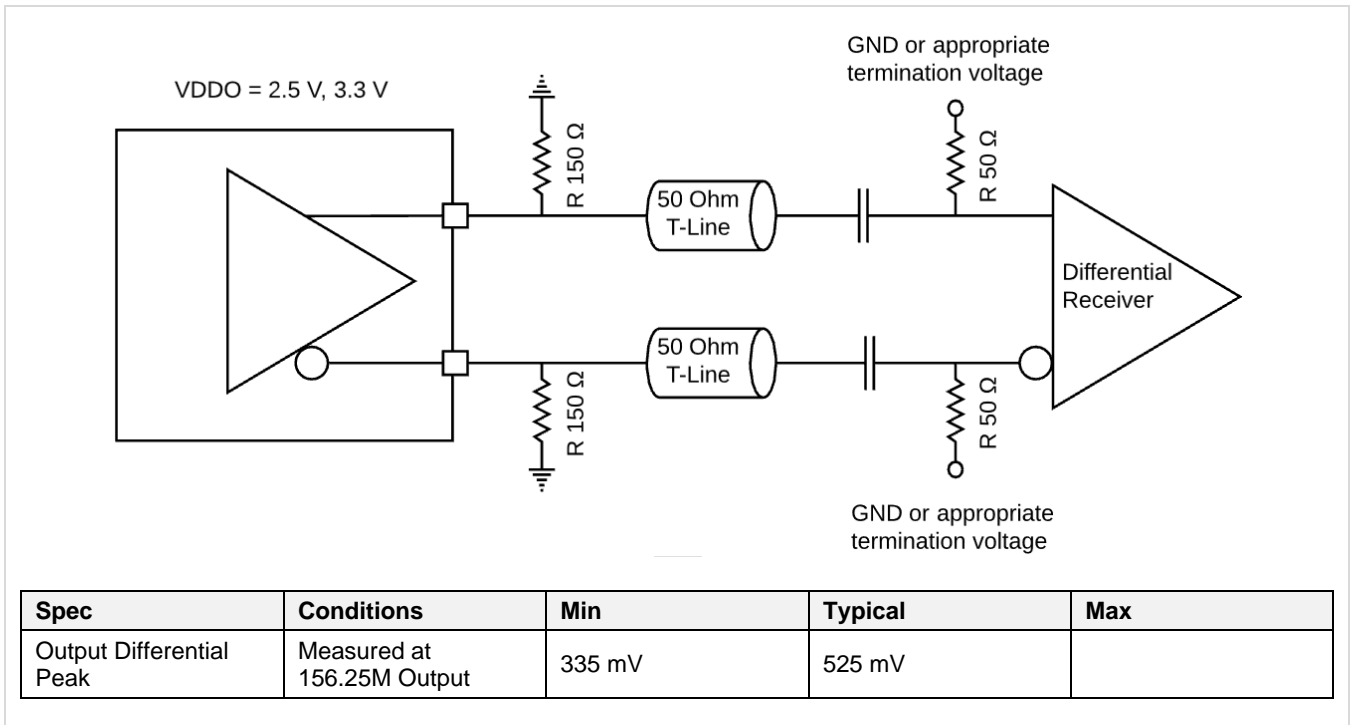 GND or appropriate
termination voltage
VDDO = 2.5 V, 3.3 V
R 150 Ω
R 50 Ω
50 Ohm
T-Line
Differential
Receiver
50 Ohm
T-Line
R 150 Ω
R 50 Ω
GND or appropriate
termination voltage
Spec Conditions Min Typical Max
Output Differential
Peak
Measured at
156.25M Output
335 mV
525 mV